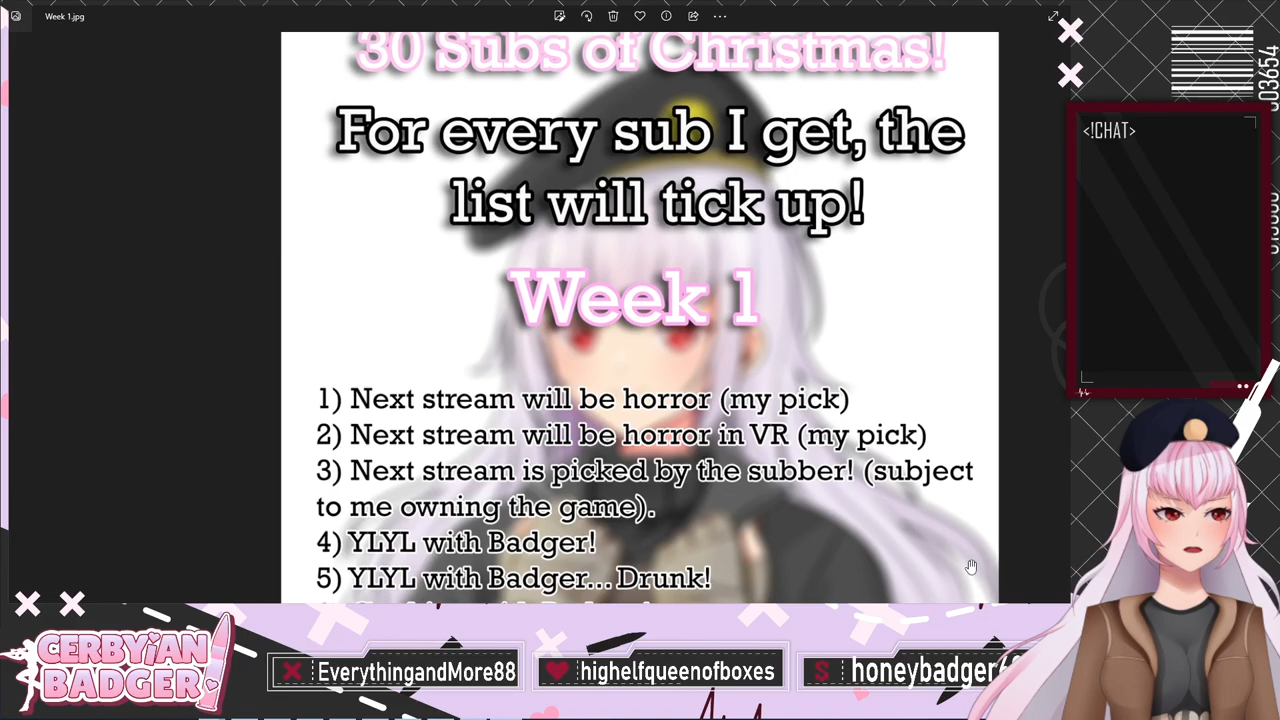 Week 1.jpg
30 Subs of Christmas!
For every sub I get, the
list will tick up!
Week 1
1) Next stream will be horror (my pick)
2) Next stream will be horror in VR (my pick)
3) Next stream is picked by the subber! (subject
to me owning the game).
4) YLYL with Badger!
5) YLYL with Badger...Drunk!
<!CHAT>
CERBYiAN
BADGER
EverythingandMore88
highelfqueenofboxes
S honeybadger